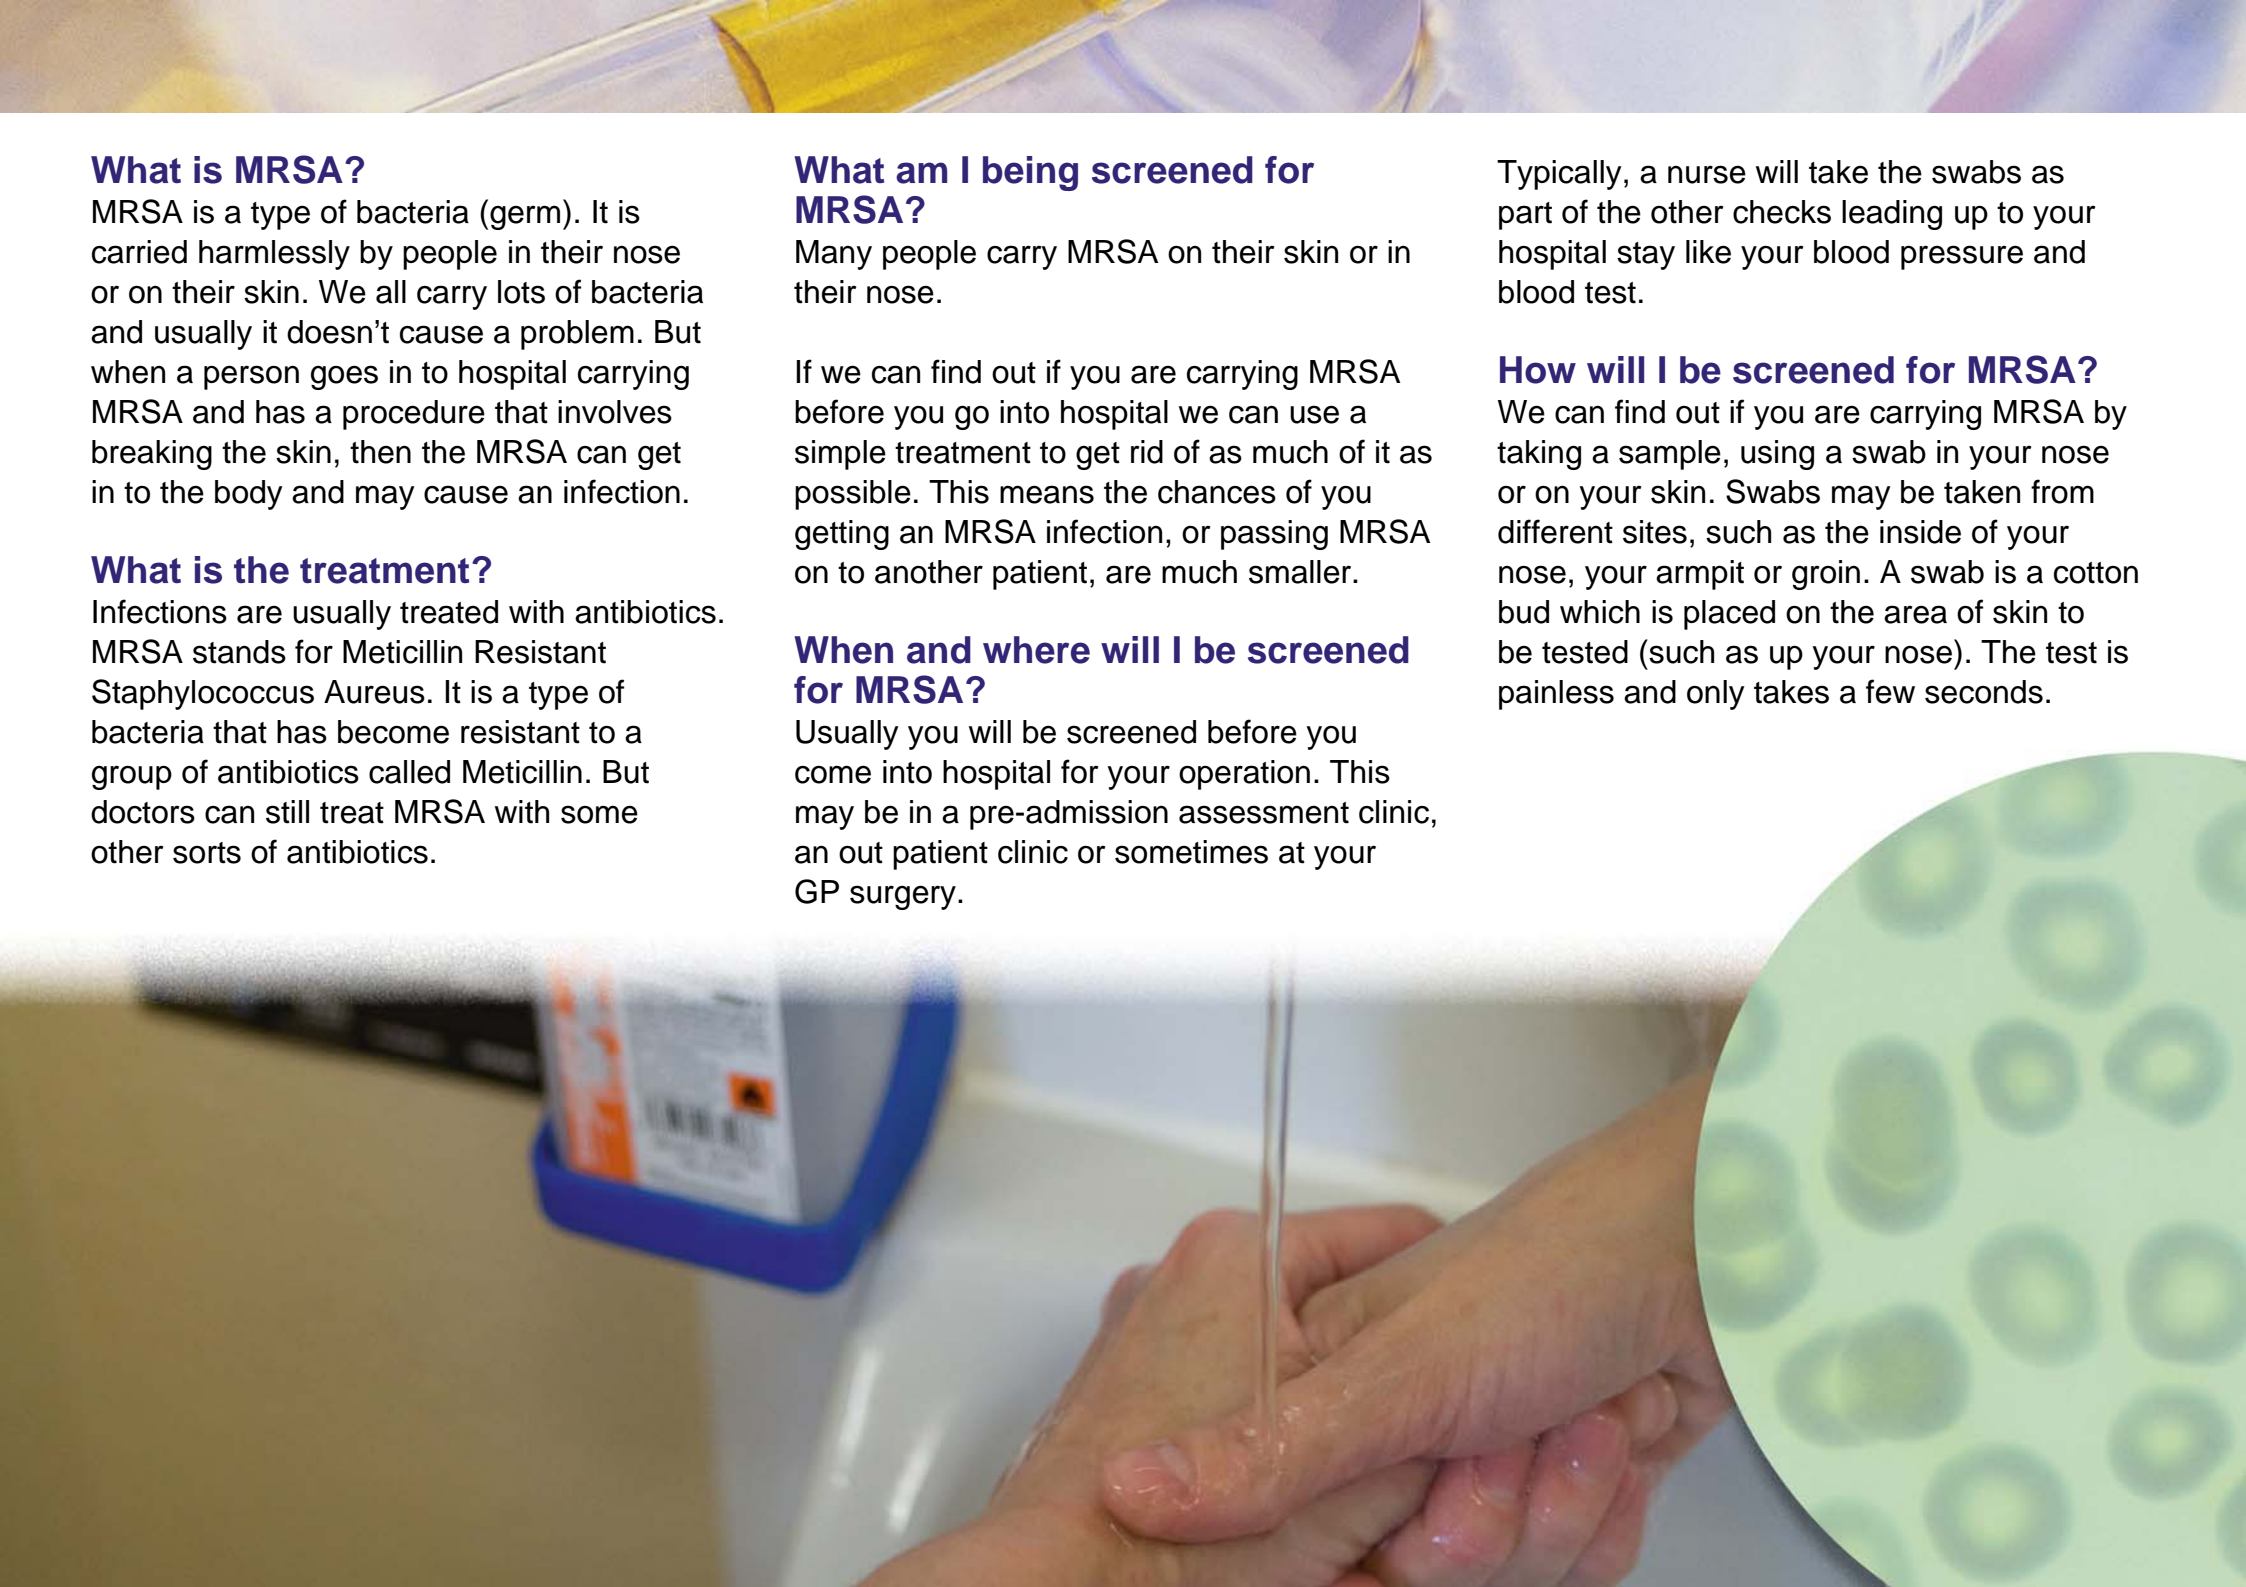 What is MRSA?
MRSA is a type of bacteria (germ). It is
carried harmlessly by people in their nose
or on their skin. We all carry lots of bacteria
and usually it doesn’t cause a problem. But
when a person goes in to hospital carrying
MRSA and has a procedure that involves
breaking the skin, then the MRSA can get
in to the body and may cause an infection.
What is the treatment?
Infections are usually treated with antibiotics.
MRSA stands for Meticillin Resistant
Staphylococcus Aureus. It is a type of
bacteria that has become resistant to a
group of antibiotics called Meticillin. But
doctors can still treat MRSA with some
other sorts of antibiotics.
What am I being screened for
MRSA?
Many people carry MRSA on their skin or in
their nose.
If we can find out if you are carrying MRSA
before you go into hospital we can use a
simple treatment to get rid of as much of it as
possible. This means the chances of you
getting an MRSA infection, or passing MRSA
on to another patient, are much smaller.
When and where will I be screened
for MRSA?
Usually you will be screened before you
come into hospital for your operation. This
may be in a pre-admission assessment clinic,
an out patient clinic or sometimes at your
GP surgery.
Typically, a nurse will take the swabs as
part of the other checks leading up to your
hospital stay like your blood pressure and
blood test.
How will I be screened for MRSA?
We can find out if you are carrying MRSA by
taking a sample, using a swab in your nose
or on your skin. Swabs may be taken from
different sites, such as the inside of your
nose, your armpit or groin. A swab is a cotton
bud which is placed on the area of skin to
be tested (such as up your nose). The test is
painless and only takes a few seconds.